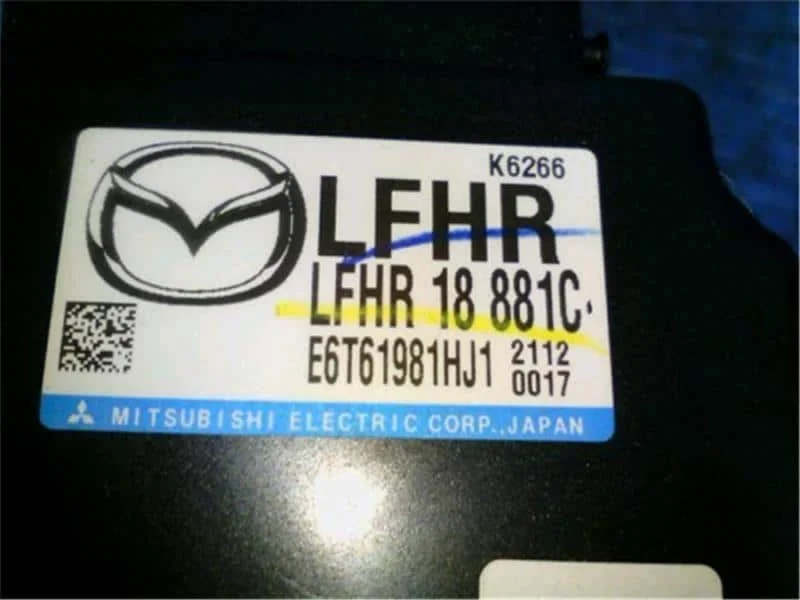 K6266
LFHR
LFHR 18 881C
E6T61981HJ1 2112
0017
MITSUBISHI ELECTRIC CORP.,JAPAN